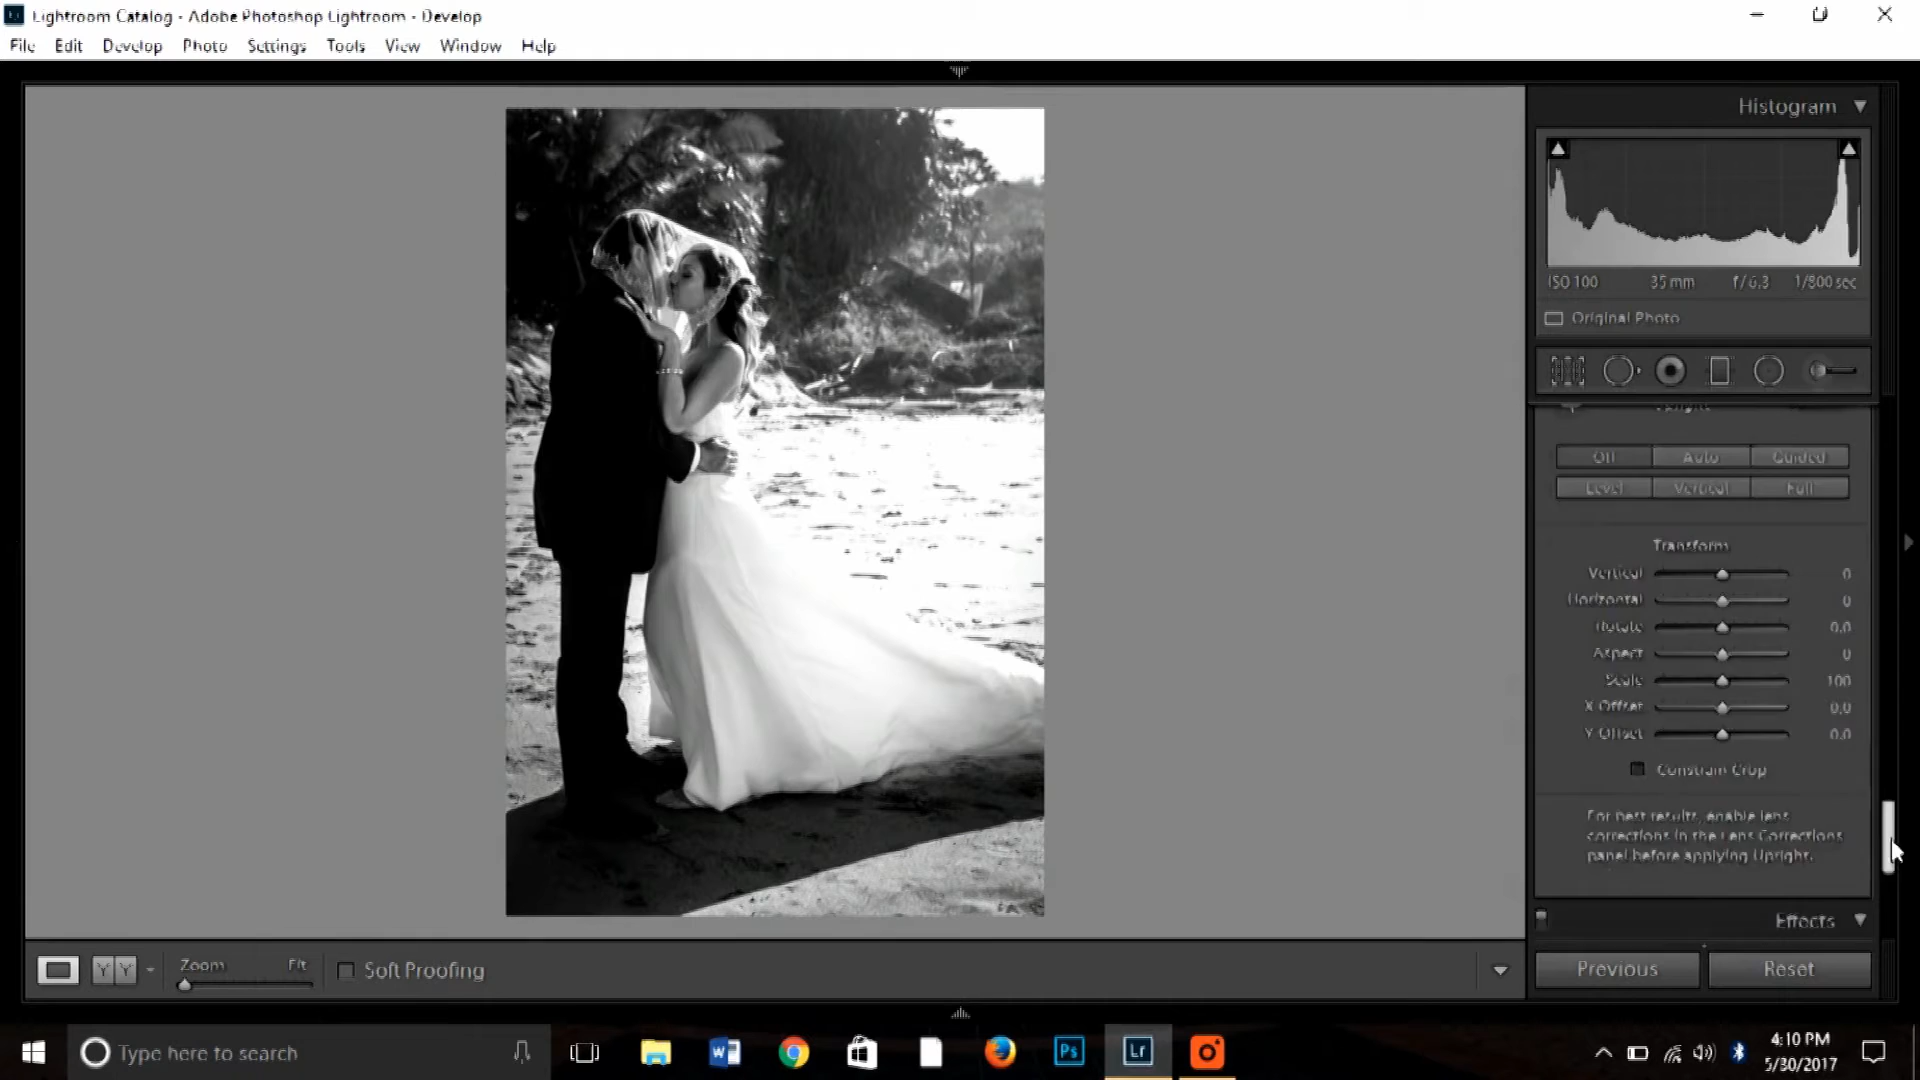 Lightroom Catalog - Adobe Photoshop Lightroom - Develop
File Edit Develop Photo Settings Tools View Window Help
Histogram
ISO 100 35 mm f / 6.3 1/800 sec
Original Photo
Upright
Off Auto Guided
Level Vertical Full
Transform
Vertical 0
Horizontal 0
Rotate 0.0
Aspect 0
Scale 100
X Offset 0.0
Y Offset 0.0
Constrain Crop
For best results, enable lens
corrections in the Lens Corrections
panel before applying Upright.
Effects
Zoom Fit
Soft Proofing
Previous Reset
Type here to search
W
Ps
Lr
4:10 PM
5/30/2017